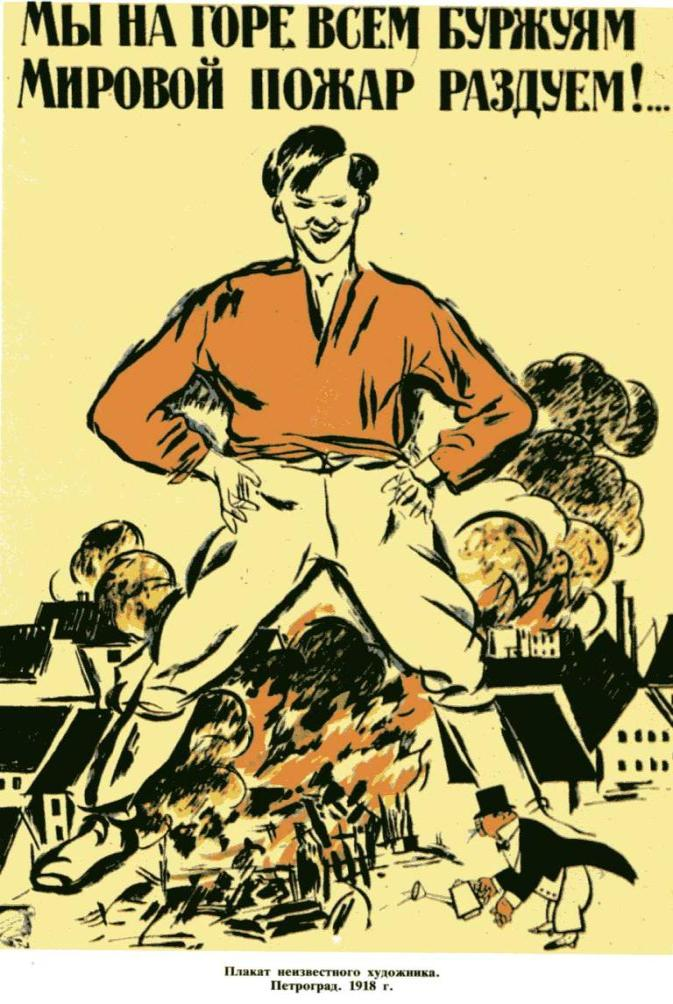 Мы на горе всем буржуям
Мировой пожар раздуем!...
Плакат неизвестного художника.
Петроград. 1918 г.